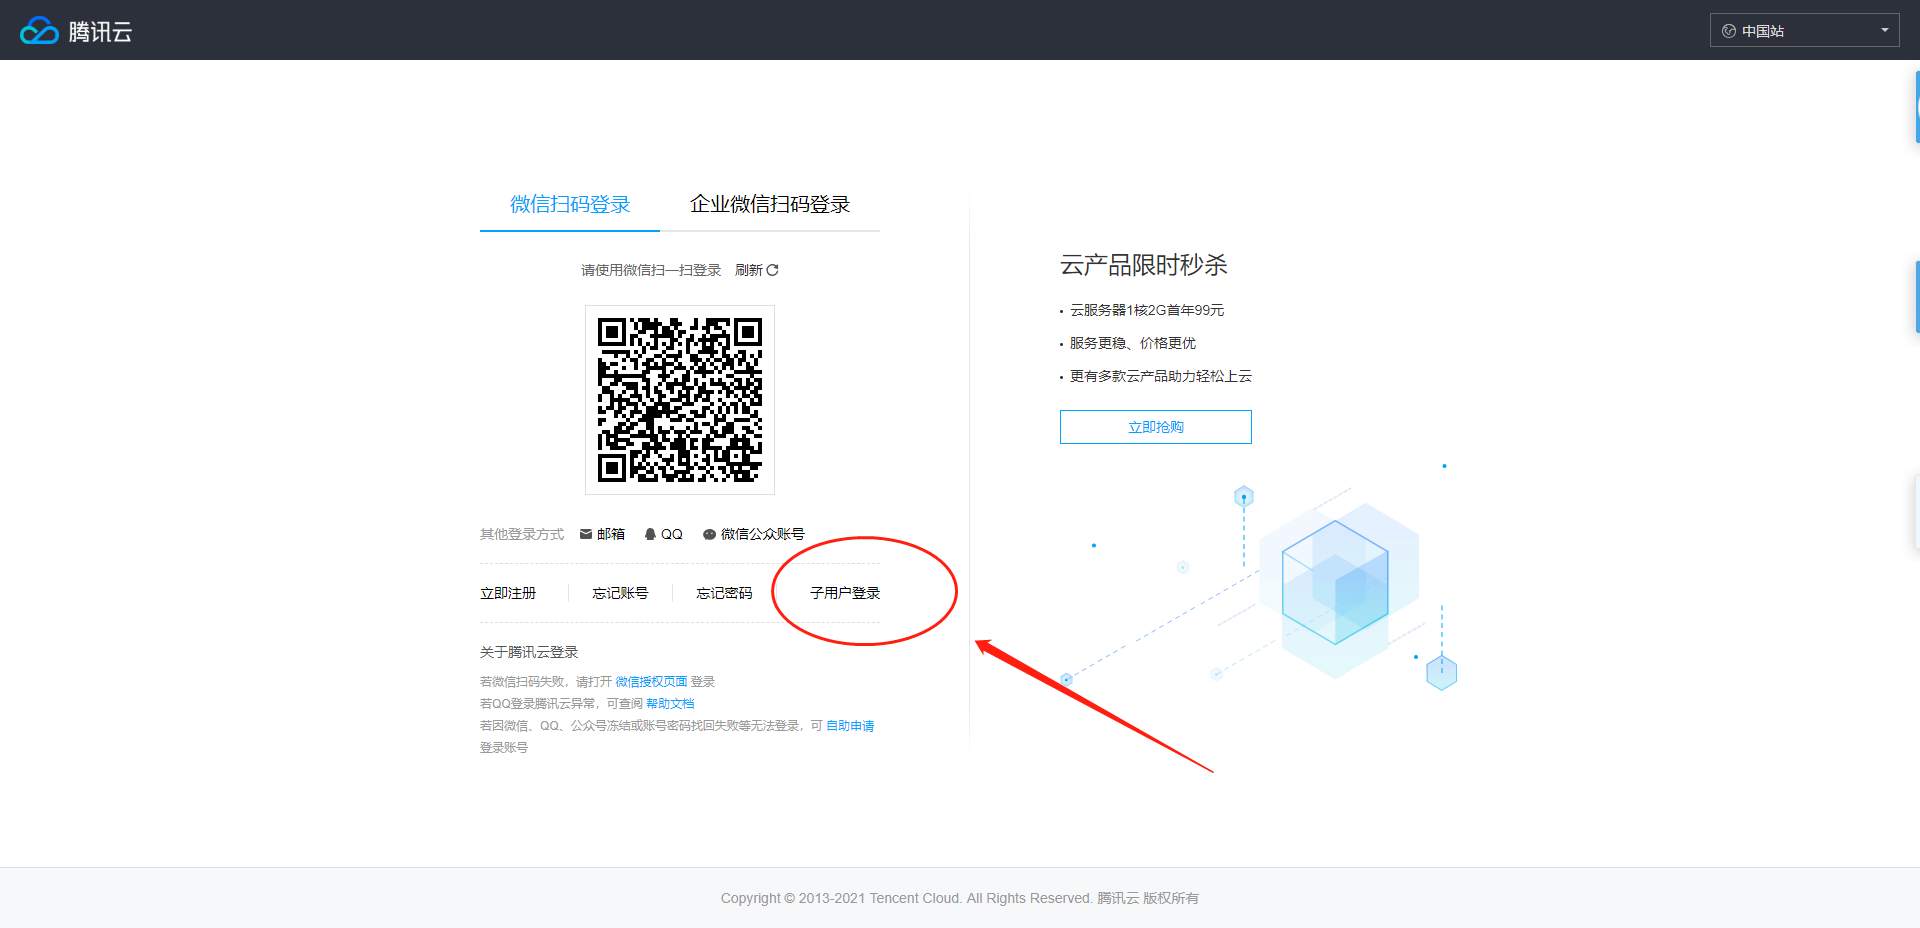 腾讯云
中国站
微信扫码登录 企业微信扫码登录
请使用微信扫一扫登录 刷新
其他登录方式 邮箱 QQ 微信公众账号
立即注册 忘记账号 忘记密码 子用户登录
关于腾讯云登录
若微信扫码失败，请打开 微信授权页面 登录
若QQ登录腾讯云异常，可查阅 帮助文档
若因微信、QQ、公众号冻结或账号密码找回失败等无法登录，可 自助申请
登录账号
云产品限时秒杀
• 云服务器1核2G首年99元
• 服务更稳、价格更优
• 更有多款云产品助力轻松上云
立即抢购
Copyright © 2013-2021 Tencent Cloud. All Rights Reserved. 腾讯云 版权所有